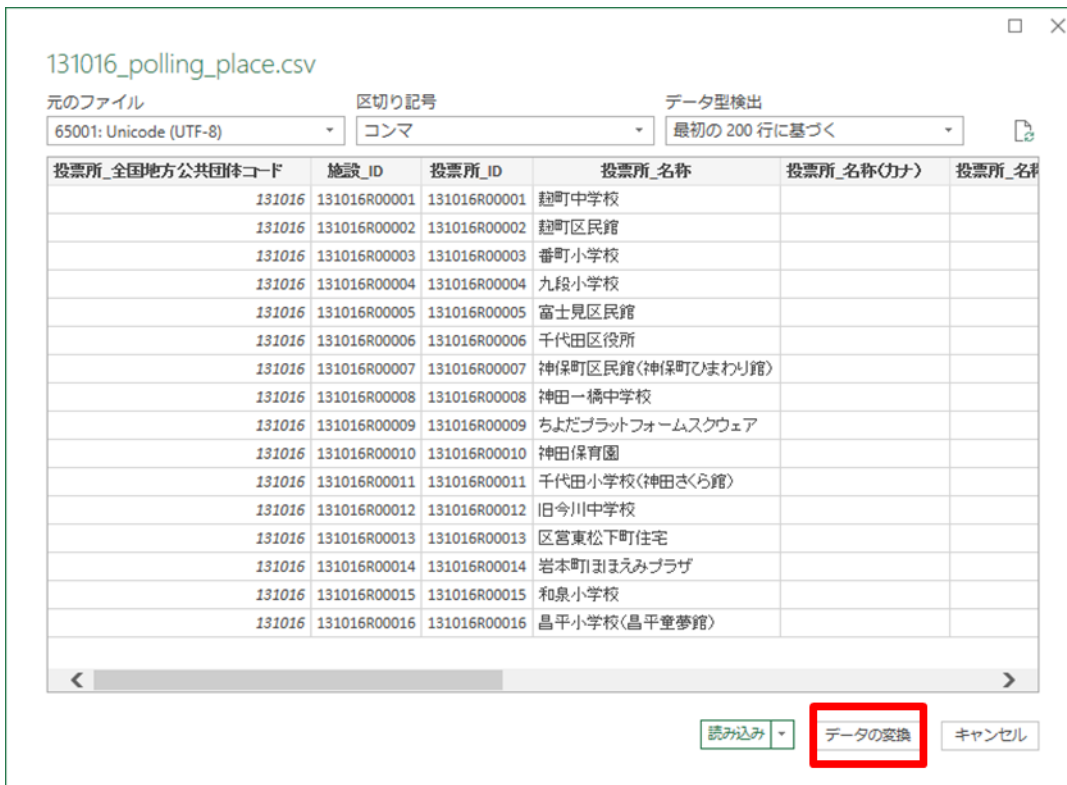 131016_polling_place.csv
元のファイル 区切り記号 データ型検出
65001: Unicode (UTF-8) コンマ 最初の 200 行に基づく
投票所_全国地方公共団体コード 施設_ID 投票所_ID 投票所_名称 投票所_名称(カナ) 投票所_名称
131016 131016R00001 131016R00001 麴町中学校
131016 131016R00002 131016R00002 麴町区民館
131016 131016R00003 131016R00003 番町小学校
131016 131016R00004 131016R00004 九段小学校
131016 131016R00005 131016R00005 富士見区民館
131016 131016R00006 131016R00006 千代田区役所
131016 131016R00007 131016R00007 神保町区民館(神保町ひまわり館)
131016 131016R00008 131016R00008 神田一橋中学校
131016 131016R00009 131016R00009 ちよだプラットフォームスクウェア
131016 131016R00010 131016R00010 神田保育園
131016 131016R00011 131016R00011 千代田小学校(神田さくら館)
131016 131016R00012 131016R00012 旧今川中学校
131016 131016R00013 131016R00013 区営東松下町住宅
131016 131016R00014 131016R00014 岩本町ほほえみプラザ
131016 131016R00015 131016R00015 和泉小学校
131016 131016R00016 131016R00016 昌平小学校(昌平童夢館)
読み込み データの変換 キャンセル